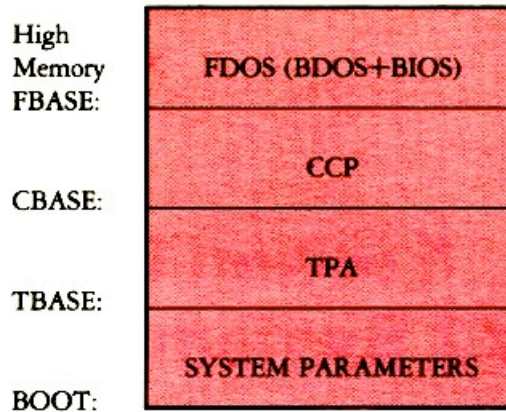 High
Memory
FBASE:
FDOS (BDOS+BIOS)
CCP
CBASE:
TPA
TBASE:
SYSTEM PARAMETERS
BOOT: